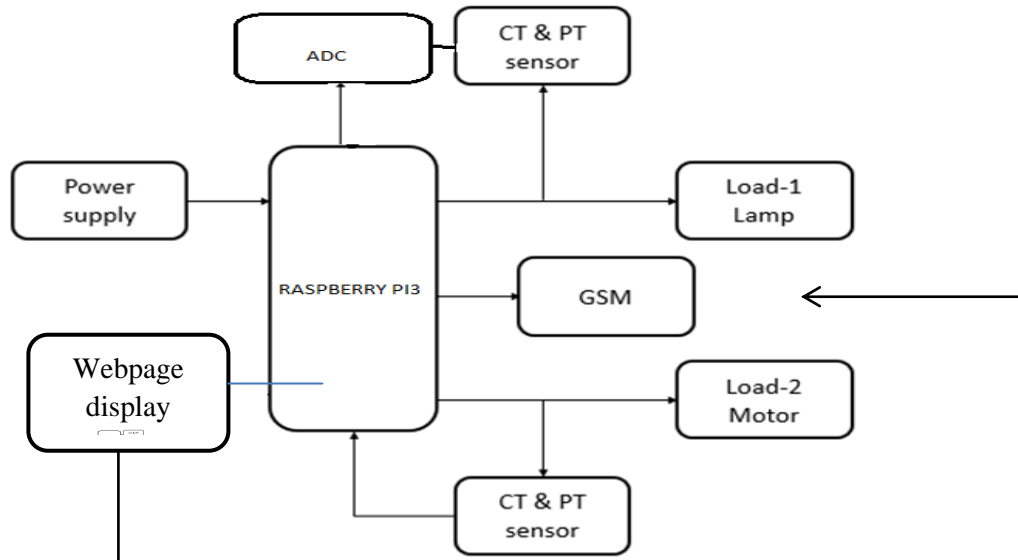 ADC
CT & PT
sensor
Power
supply
Load-1
Lamp
RASPBERRY PI3
GSM
Webpage
display
Load-2
Motor
CT & PT
sensor